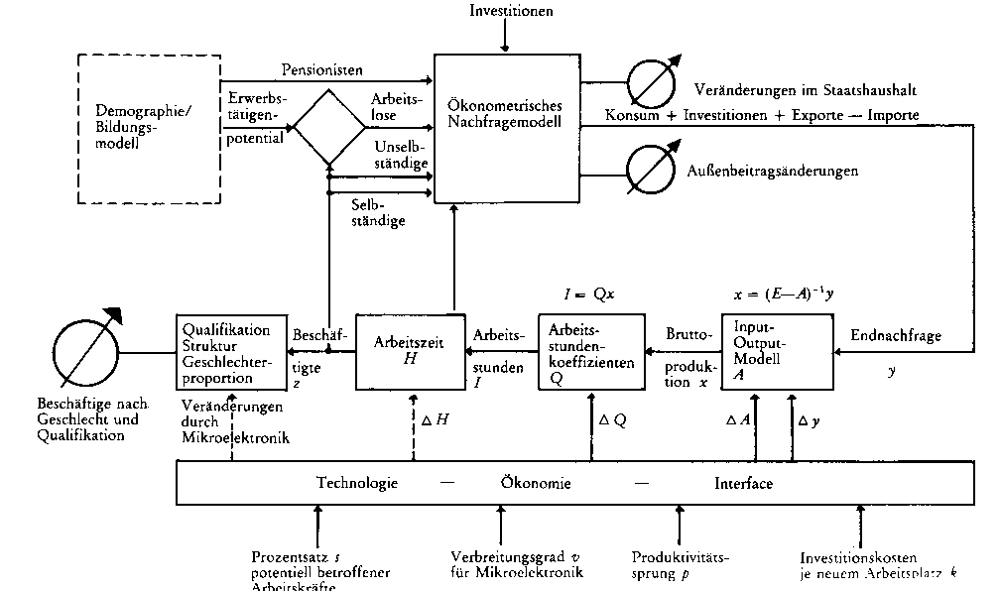 Investitionen
Pensionisten
Demographie/
Bildungs-
modell
Erwerbs-
tätigen-
potential
Arbeits-
lose
Unselb-
ständige
Selb-
ständige
Ökonometrisches
Nachfragemodell
Veränderungen im Staatshaushalt
Konsum + Investitionen + Exporte — Importe
Außenbeitragsänderungen
I = Qx
x = (E—A)⁻¹y
Qualifikation
Struktur
Geschlechter-
proportion
Beschäf-
tigte
z
Arbeitszeit
H
Arbeits-
stunden
I
Arbeits-
stunden-
koeffizienten
Q
Brutto-
produk-
tion x
Input-
Output-
Modell
A
Endnachfrage
y
Beschäftige nach
Geschlecht und
Qualifikation
Veränderungen
durch
Mikroelektronik
Δ H
Δ Q
Δ A
Δ y
Technologie — Ökonomie — Interface
Prozentsatz s
potentiell betroffener
Arbeitskräfte
Verbreitungsgrad v
für Mikroelektronik
Produktivitäts-
sprung p
Investitionskosten
je neuem Arbeitsplatz k